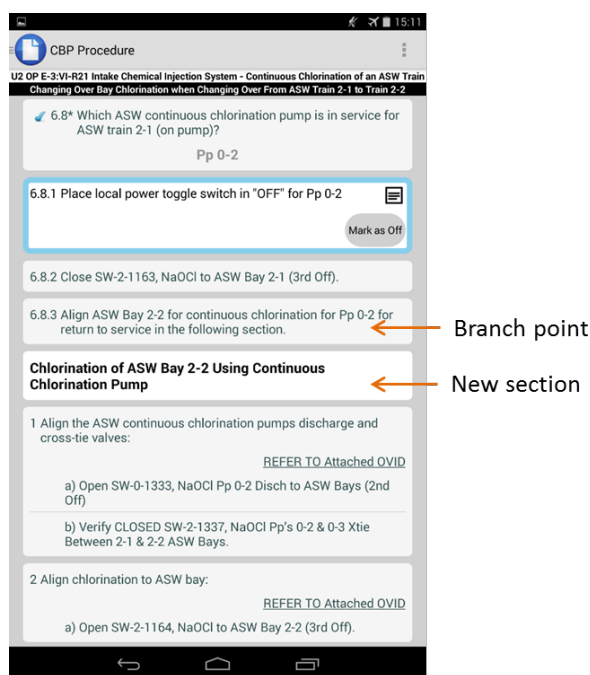 15:11
CBP Procedure
U2 OP E-3:VI-R21 Intake Chemical Injection System - Continuous Chlorination of an ASW Train
Changing Over Bay Chlorination when Changing Over From ASW Train 2-1 to Train 2-2
6.8* Which ASW continuous chlorination pump is in service for
ASW train 2-1 (on pump)?
Pp 0-2
6.8.1 Place local power toggle switch in "OFF" for Pp 0-2
Mark as Off
6.8.2 Close SW-2-1163, NaOCl to ASW Bay 2-1 (3rd Off).
6.8.3 Align ASW Bay 2-2 for continuous chlorination for Pp 0-2 for
return to service in the following section.
Branch point
Chlorination of ASW Bay 2-2 Using Continuous
Chlorination Pump
New section
1 Align the ASW continuous chlorination pumps discharge and
cross-tie valves:
REFER TO Attached OVID
a) Open SW-0-1333, NaOCl Pp 0-2 Disch to ASW Bays (2nd
Off)
b) Verify CLOSED SW-2-1337, NaOCl Pp's 0-2 & 0-3 Xtie
Between 2-1 & 2-2 ASW Bays.
2 Align chlorination to ASW bay:
REFER TO Attached OVID
a) Open SW-2-1164, NaOCl to ASW Bay 2-2 (3rd Off).